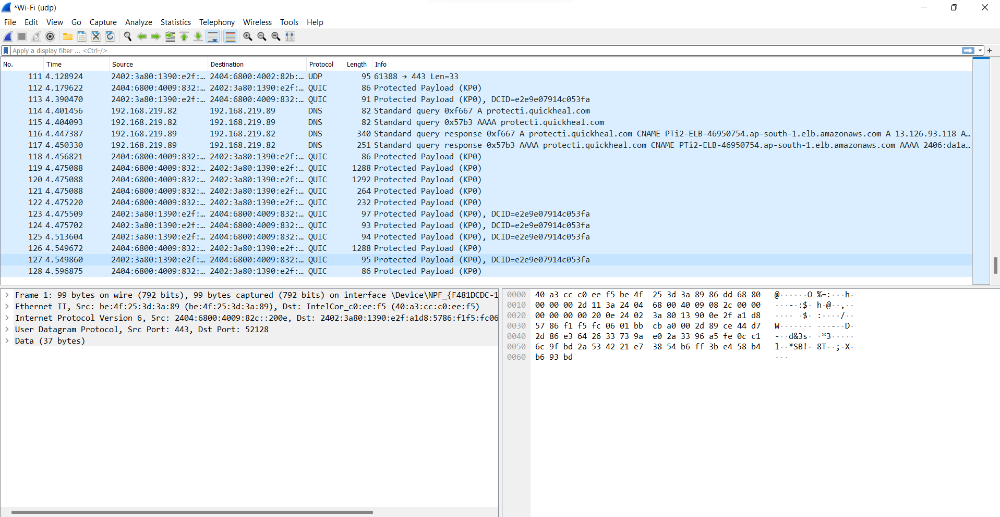 *Wi-Fi (udp)
File Edit View Go Capture Analyze Statistics Telephony Wireless Tools Help
Apply a display filter ... <Ctrl-/>
No. Time Source Destination Protocol Length Info
111 4.128924 2402:3a80:1390:e2f:… 2404:6800:4002:82b:… UDP 95 61388 → 443 Len=33
112 4.179622 2404:6800:4009:832:… 2402:3a80:1390:e2f:… QUIC 86 Protected Payload (KP0)
113 4.390470 2402:3a80:1390:e2f:… 2404:6800:4009:832:… QUIC 91 Protected Payload (KP0), DCID=e2e9e07914c053fa
114 4.401456 192.168.219.82 192.168.219.89 DNS 82 Standard query 0xf667 A protecti.quickheal.com
115 4.404093 192.168.219.82 192.168.219.89 DNS 82 Standard query 0x57b3 AAAA protecti.quickheal.com
116 4.447387 192.168.219.89 192.168.219.82 DNS 340 Standard query response 0xf667 A protecti.quickheal.com CNAME PTi2-ELB-46950754.ap-south-1.elb.amazonaws.com A 13.126.93.118 A…
117 4.450330 192.168.219.89 192.168.219.82 DNS 251 Standard query response 0x57b3 AAAA protecti.quickheal.com CNAME PTi2-ELB-46950754.ap-south-1.elb.amazonaws.com AAAA 2406:da1a…
118 4.456821 2404:6800:4009:832:… 2402:3a80:1390:e2f:… QUIC 86 Protected Payload (KP0)
119 4.475088 2404:6800:4009:832:… 2402:3a80:1390:e2f:… QUIC 1288 Protected Payload (KP0)
120 4.475088 2404:6800:4009:832:… 2402:3a80:1390:e2f:… QUIC 1292 Protected Payload (KP0)
121 4.475088 2404:6800:4009:832:… 2402:3a80:1390:e2f:… QUIC 264 Protected Payload (KP0)
122 4.475220 2404:6800:4009:832:… 2402:3a80:1390:e2f:… QUIC 232 Protected Payload (KP0)
123 4.475509 2402:3a80:1390:e2f:… 2404:6800:4009:832:… QUIC 97 Protected Payload (KP0), DCID=e2e9e07914c053fa
124 4.475702 2402:3a80:1390:e2f:… 2404:6800:4009:832:… QUIC 93 Protected Payload (KP0), DCID=e2e9e07914c053fa
125 4.513604 2402:3a80:1390:e2f:… 2404:6800:4009:832:… QUIC 94 Protected Payload (KP0), DCID=e2e9e07914c053fa
126 4.549672 2404:6800:4009:832:… 2402:3a80:1390:e2f:… QUIC 1288 Protected Payload (KP0)
127 4.549860 2402:3a80:1390:e2f:… 2404:6800:4009:832:… QUIC 95 Protected Payload (KP0), DCID=e2e9e07914c053fa
128 4.596875 2404:6800:4009:832:… 2402:3a80:1390:e2f:… QUIC 86 Protected Payload (KP0)
Frame 1: 99 bytes on wire (792 bits), 99 bytes captured (792 bits) on interface \Device\NPF_{F481DCDC-1
Ethernet II, Src: be:4f:25:3d:3a:89 (be:4f:25:3d:3a:89), Dst: IntelCor_c0:ee:f5 (40:a3:cc:c0:ee:f5)
Internet Protocol Version 6, Src: 2404:6800:4009:82c::200e, Dst: 2402:3a80:1390:e2f:a1d8:5786:f1f5:fc06
User Datagram Protocol, Src Port: 443, Dst Port: 52128
Data (37 bytes)
0000 40 a3 cc c0 ee f5 be 4f 25 3d 3a 89 86 dd 68 80 @······O %=:···h·
0010 00 00 00 2d 11 3a 24 04 68 00 40 09 08 2c 00 00 ···-·:$· h·@··,··
0020 00 00 00 00 20 0e 24 02 3a 80 13 90 0e 2f a1 d8 ···· ·$· :····/··
0030 57 86 f1 f5 fc 06 01 bb cb a0 00 2d 89 ce 44 d7 W······· ···-··D·
0040 2d 86 e3 64 26 33 73 9a e0 2a 33 96 a5 fe 0c c1 -··d&3s· ·*3·····
0050 6c 9f bd 2a 53 42 21 e7 38 54 b6 ff 3b e4 58 b4 l··*SB!· 8T··;·X·
0060 b6 93 bd ···